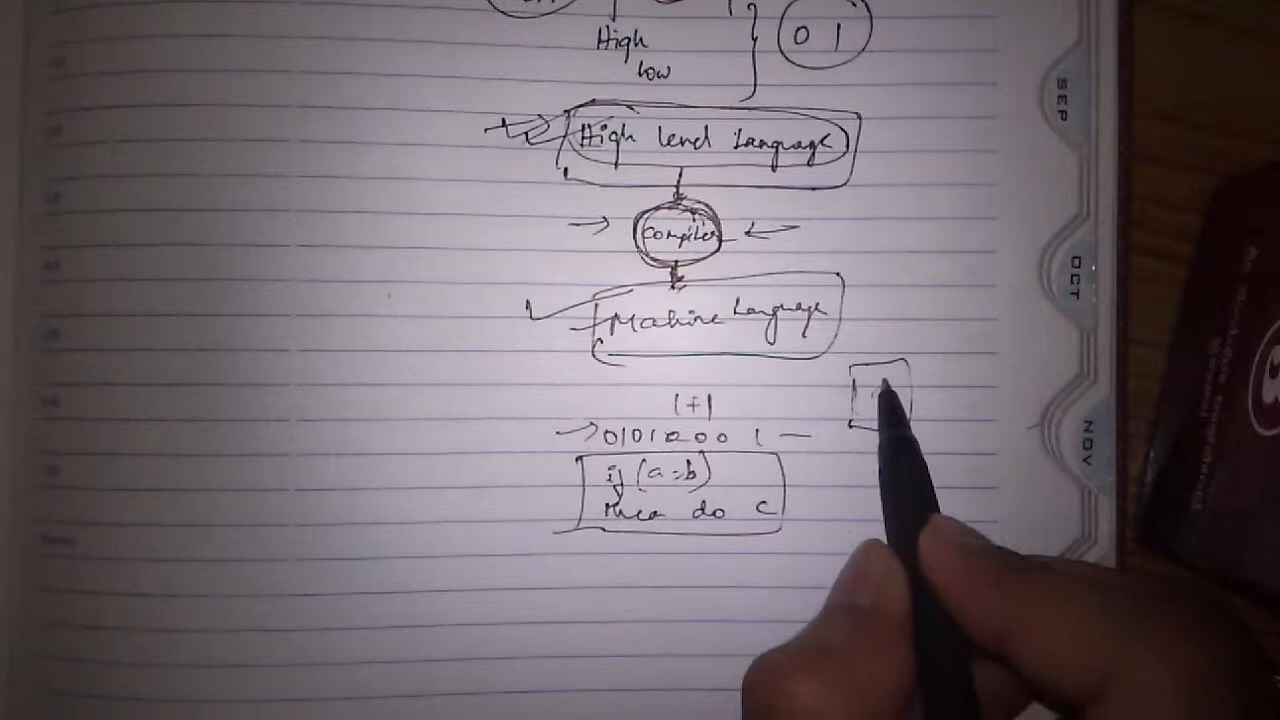 High
low
0 1
High Level Language
Compiler
Machine Language
1+1
01010001
if (a=b)
then do c
SEP
OCT
NOV